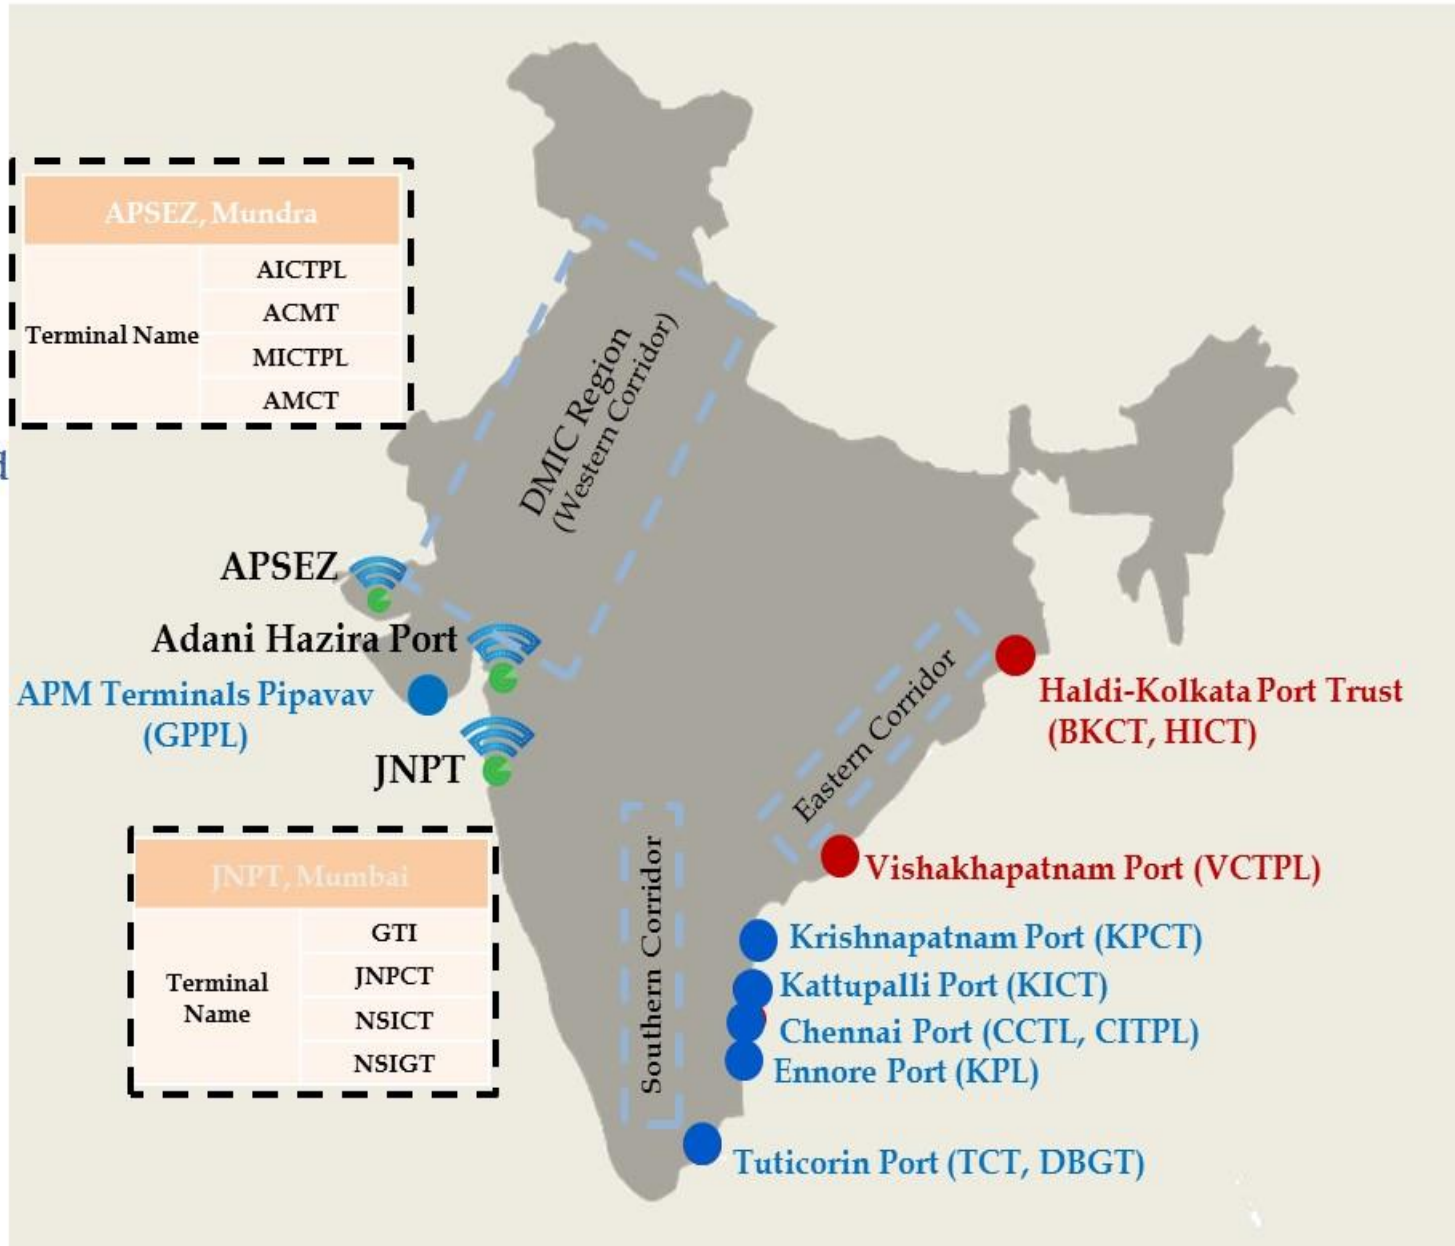 APSEZ, Mundra
Terminal Name
AICTPL
ACMT
MICTPL
AMCT
d
DMIC Region
(Western Corridor)
APSEZ
Adani Hazira Port
APM Terminals Pipavav
(GPPL)
JNPT
JNPT, Mumbai
Terminal
Name
GTI
JNPCT
NSICT
NSIGT
Southern Corridor
Eastern Corridor
Haldi-Kolkata Port Trust
(BKCT, HICT)
Vishakhapatnam Port (VCTPL)
Krishnapatnam Port (KPCT)
Kattupalli Port (KICT)
Chennai Port (CCTL, CITPL)
Ennore Port (KPL)
Tuticorin Port (TCT, DBGT)